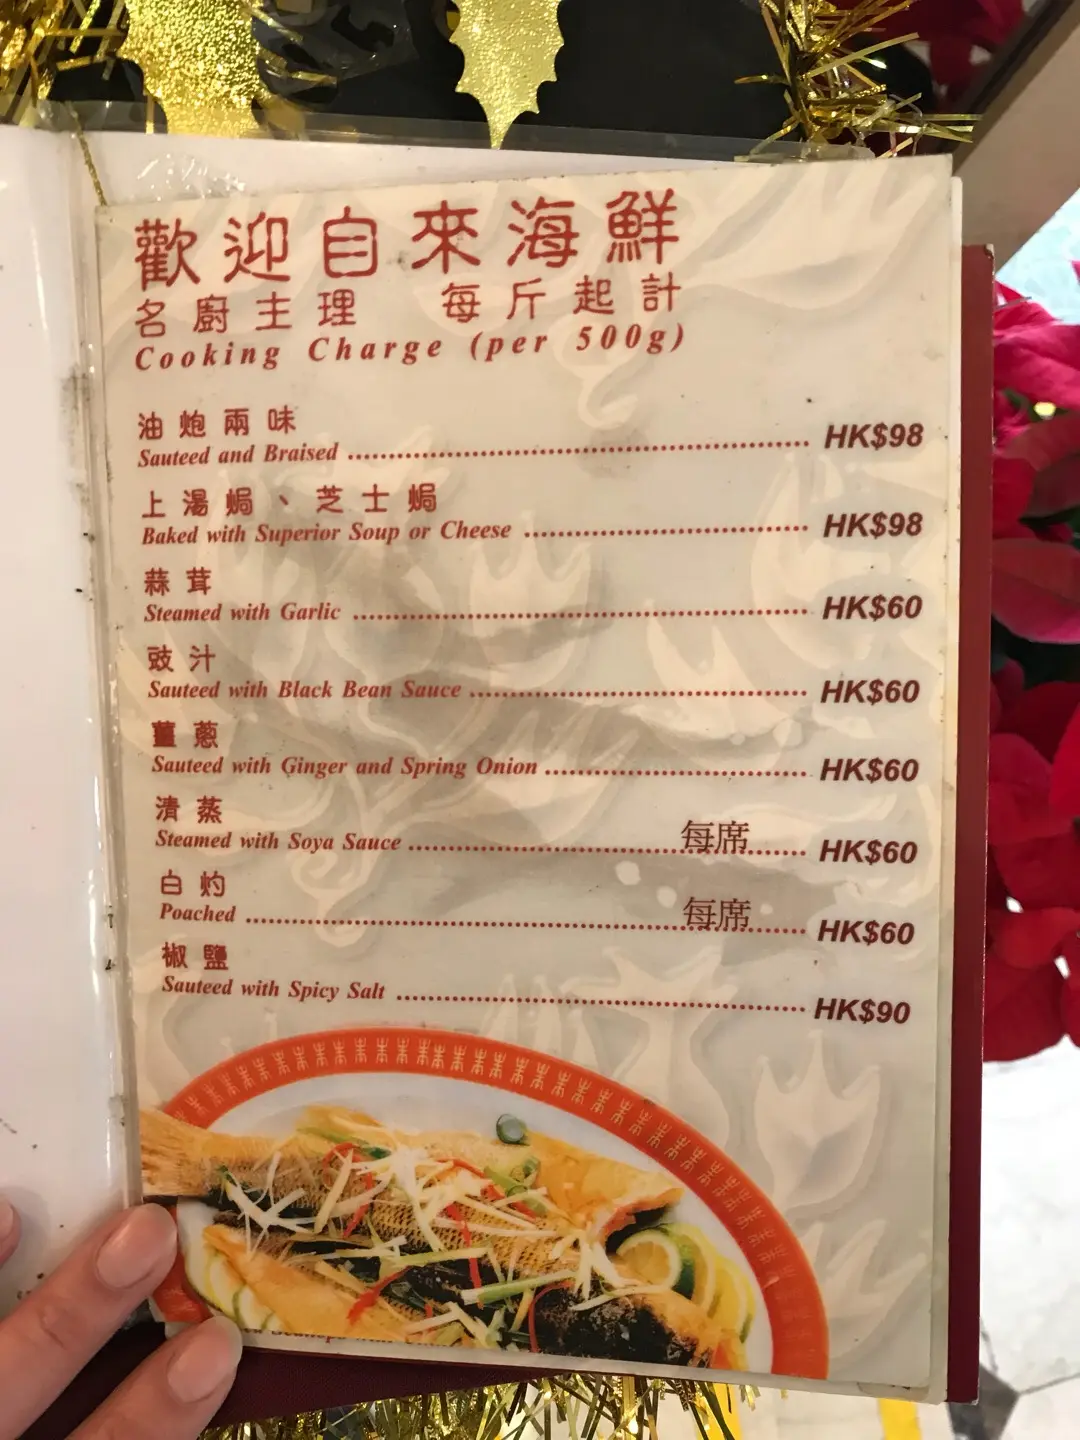 歡迎自來海鮮
名廚主理 每斤起計
Cooking Charge (per 500g)
油炮兩味
Sauteed and Braised ........ HK$98
上湯焗、芝士焗
Baked with Superior Soup or Cheese ........ HK$98
蒜茸
Steamed with Garlic ........ HK$60
豉汁
Sauteed with Black Bean Sauce ........ HK$60
薑蔥
Sauteed with Ginger and Spring Onion ........ HK$60
清蒸
Steamed with Soya Sauce ........ 每席 HK$60
白灼
Poached ........ 每席 HK$60
椒鹽
Sauteed with Spicy Salt ........ HK$90